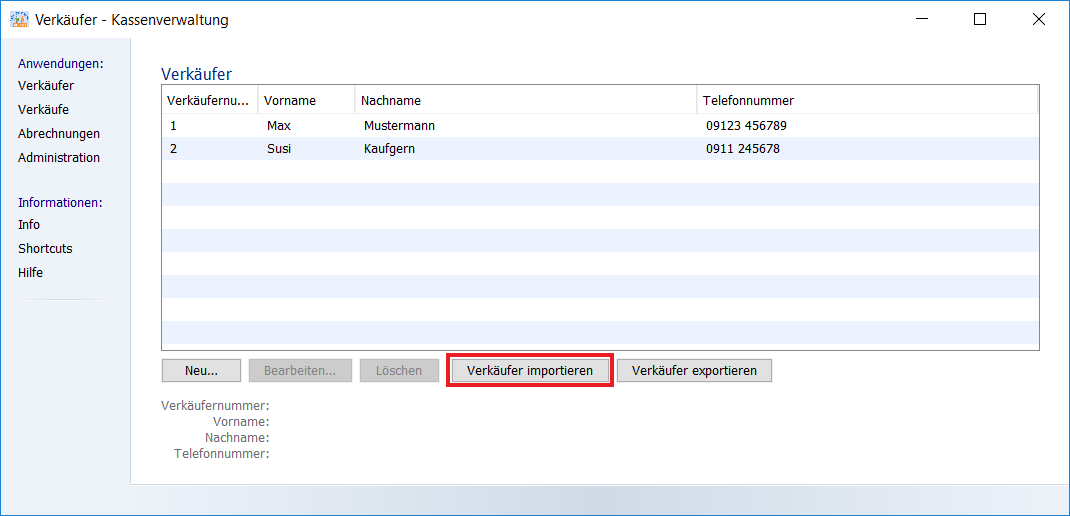 Verkäufer - Kassenverwaltung
Anwendungen:
Verkäufer
Verkäufe
Abrechnungen
Administration
Informationen:
Info
Shortcuts
Hilfe
Verkäufer
Verkäufernu... Vorname Nachname Telefonnummer
1 Max Mustermann 09123 456789
2 Susi Kaufgern 0911 245678
Neu... Bearbeiten... Löschen Verkäufer importieren Verkäufer exportieren
Verkäufernummer:
Vorname:
Nachname:
Telefonnummer: